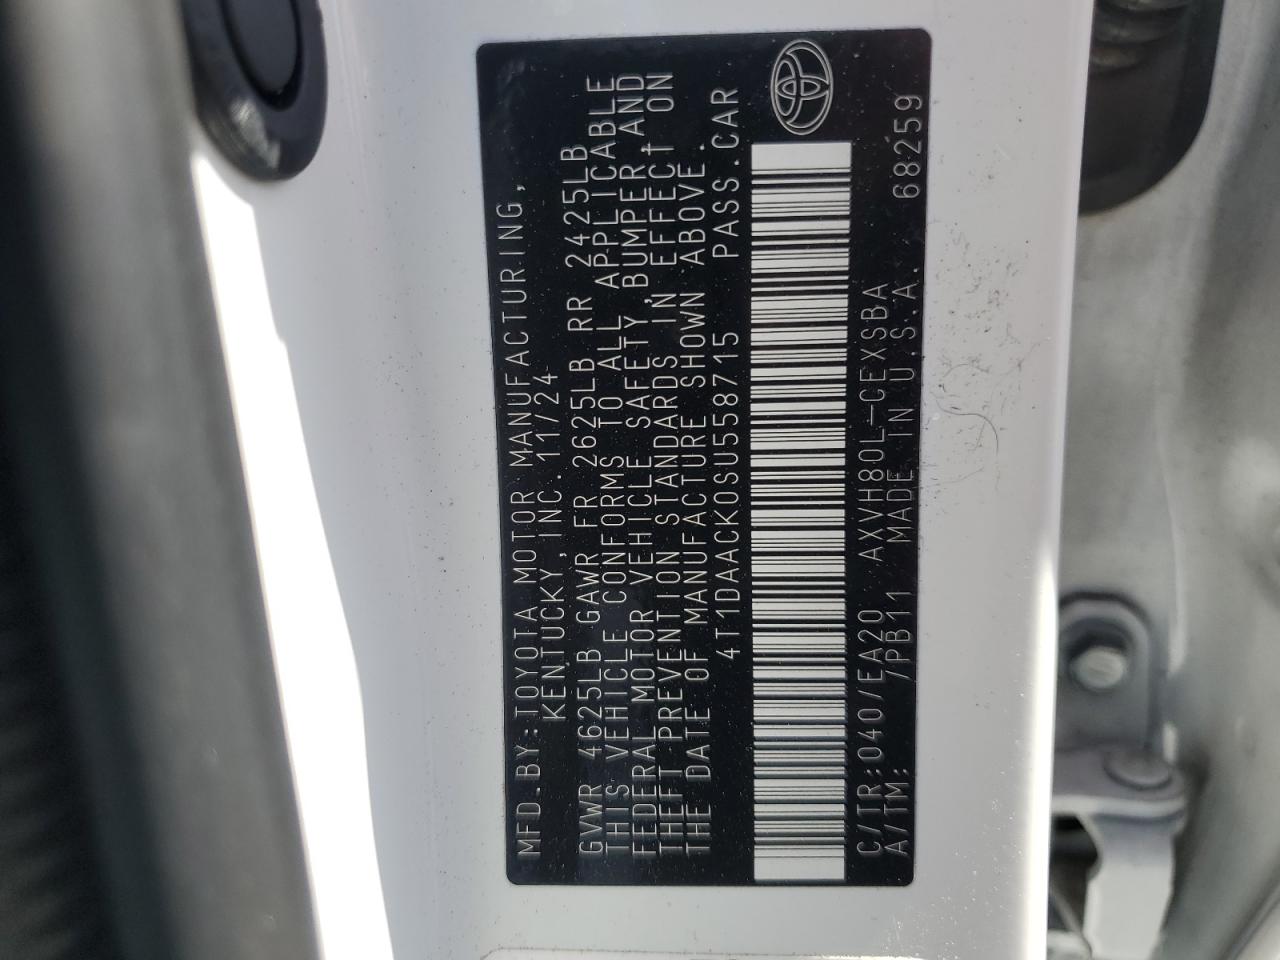 MFD.BY:TOYOTA MOTOR MANUFACTURING,
KENTUCKY,INC. 11/24
GVWR 4625LB GAWR FR 2625LB RR 2425LB
THIS VEHICLE CONFORMS TO ALL APPLICABLE
FEDERAL MOTOR VEHICLE SAFETY,BUMPER,AND
THEFT PREVENTION STANDARDS IN EFFECT ON
THE DATE OF MANUFACTURE SHOWN ABOVE.
4T1DAACK0SU558715 PASS.CAR
C/TR:040/EA20 AXVH80L-CEXSBA
A/TM: /PB11 MADE IN U.S.A. 68259